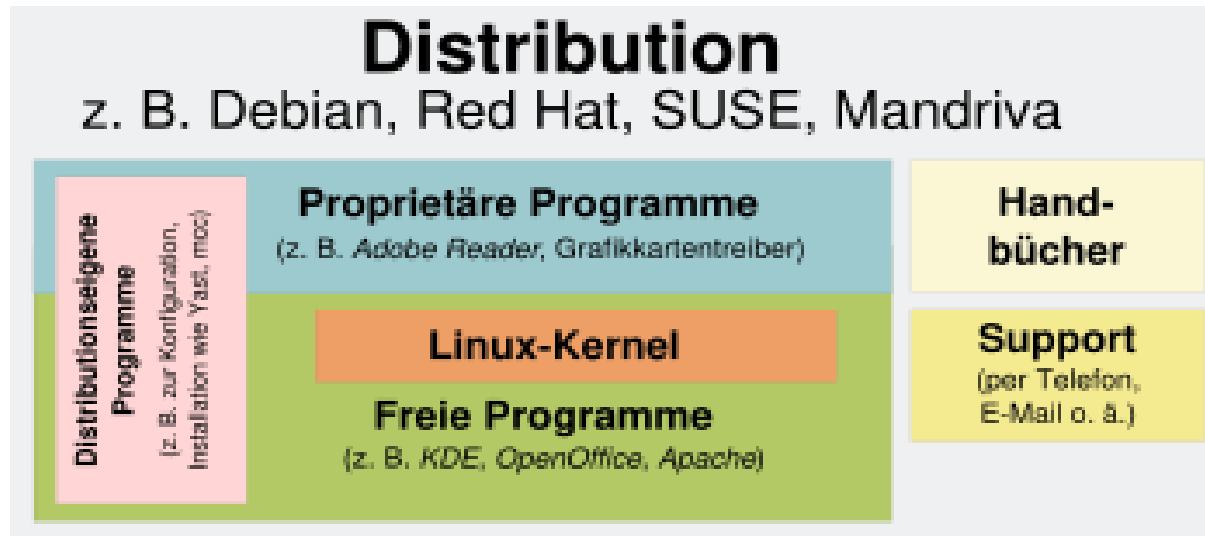 Distribution
z. B. Debian, Red Hat, SUSE, Mandriva
Distributionseigene
Programme
(z. B. zur Konfiguration,
Installation wie Yast, mcc)
Proprietäre Programme
(z. B. Adobe Reader, Grafikkartentreiber)
Linux-Kernel
Freie Programme
(z. B. KDE, OpenOffice, Apache)
Hand-
bücher
Support
(per Telefon,
E-Mail o. ä.)